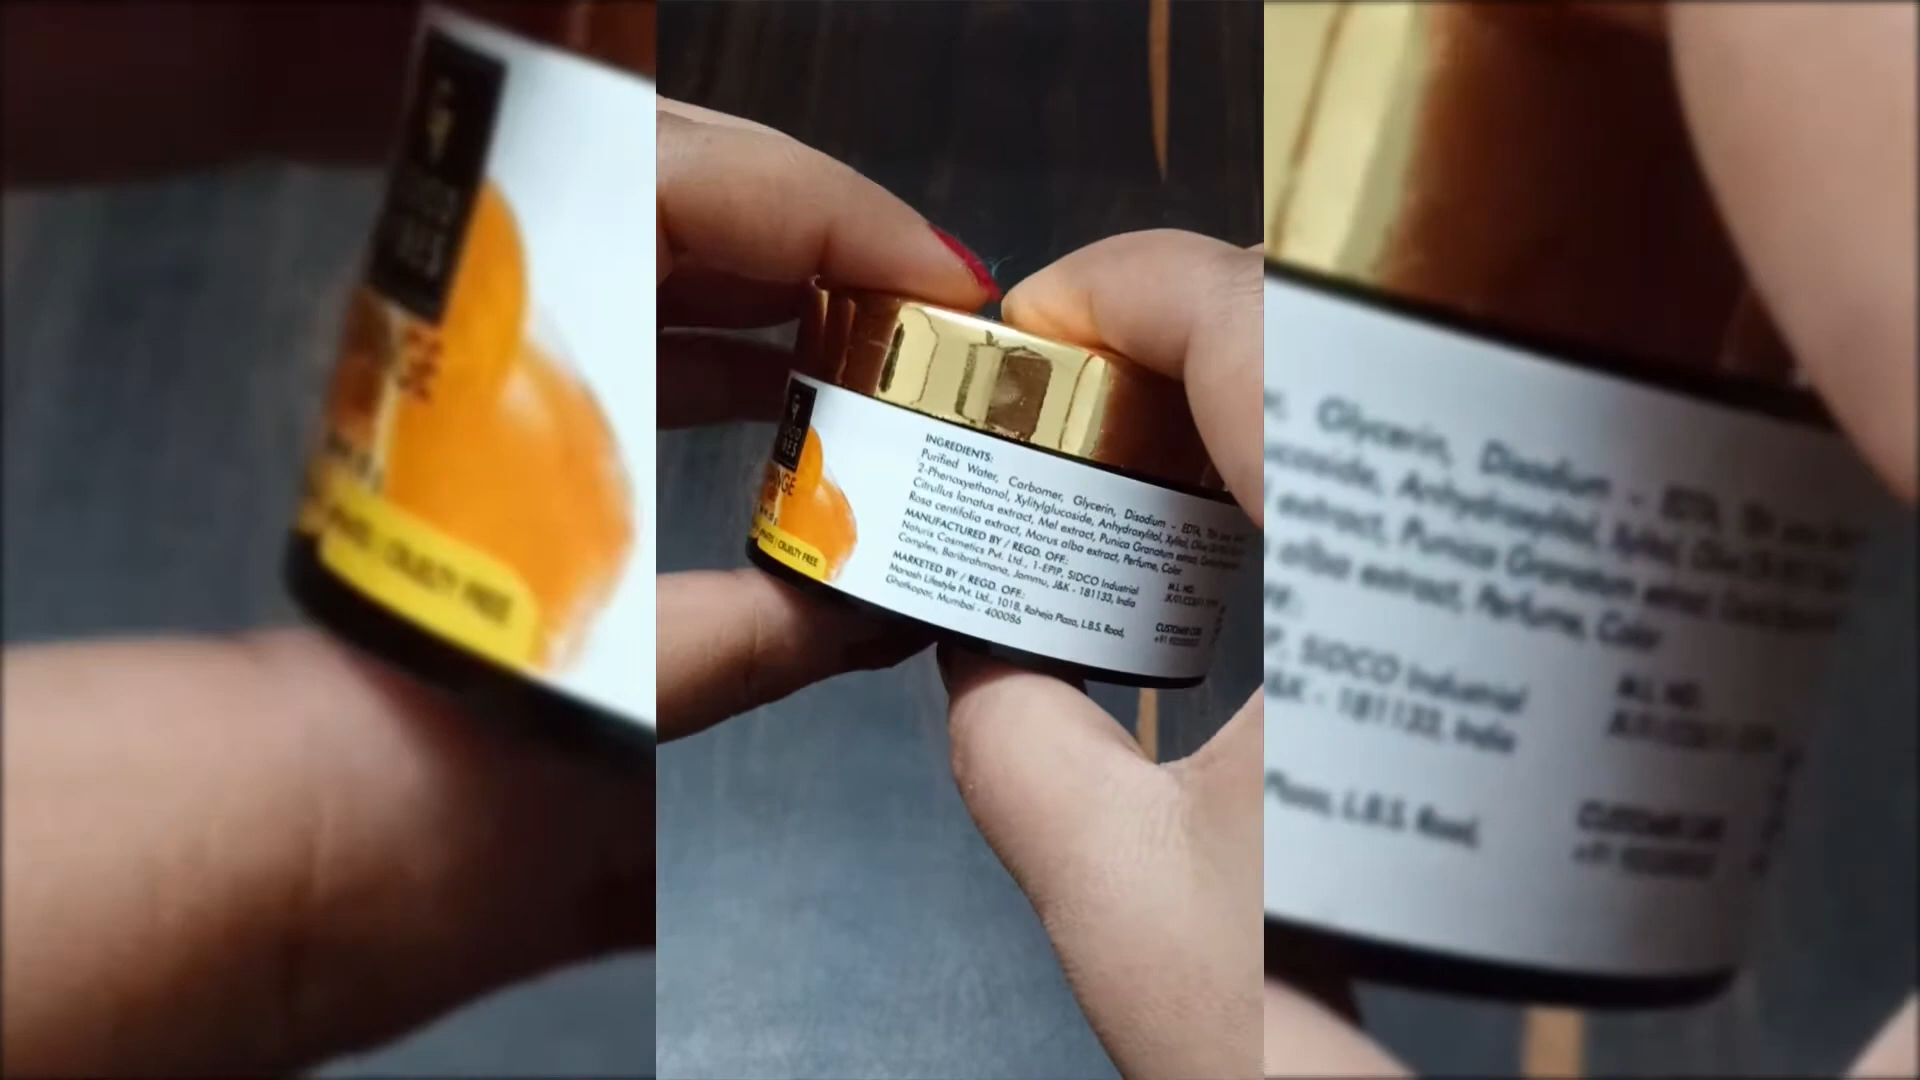 INGREDIENTS:
Purified Water, Carbomer, Glycerin, Disodium - EDTA,
2-Phenoxyethanol, Xylitylglucoside, Anhydroxylitol, Xylitol,
Citrullus lanatus extract, Mel extract, Punica Granatum extract,
Rosa centifolia extract, Morus alba extract, Perfume, Color
MANUFACTURED BY / REGD. OFF.:
Naturis Cosmetics Pvt. Ltd., 1-EPIP, SIDCO Industrial
Complex, Baribrahmana, Jammu, J&K - 181133, India
MARKETED BY / REGD. OFF.:
Manash Lifestyle Pvt. Ltd., 101B, Raheja Plaza, L.B.S. Road,
Ghatkopar, Mumbai - 400086
M.L. NO.
CUSTOMER CARE
CRUELTY FREE